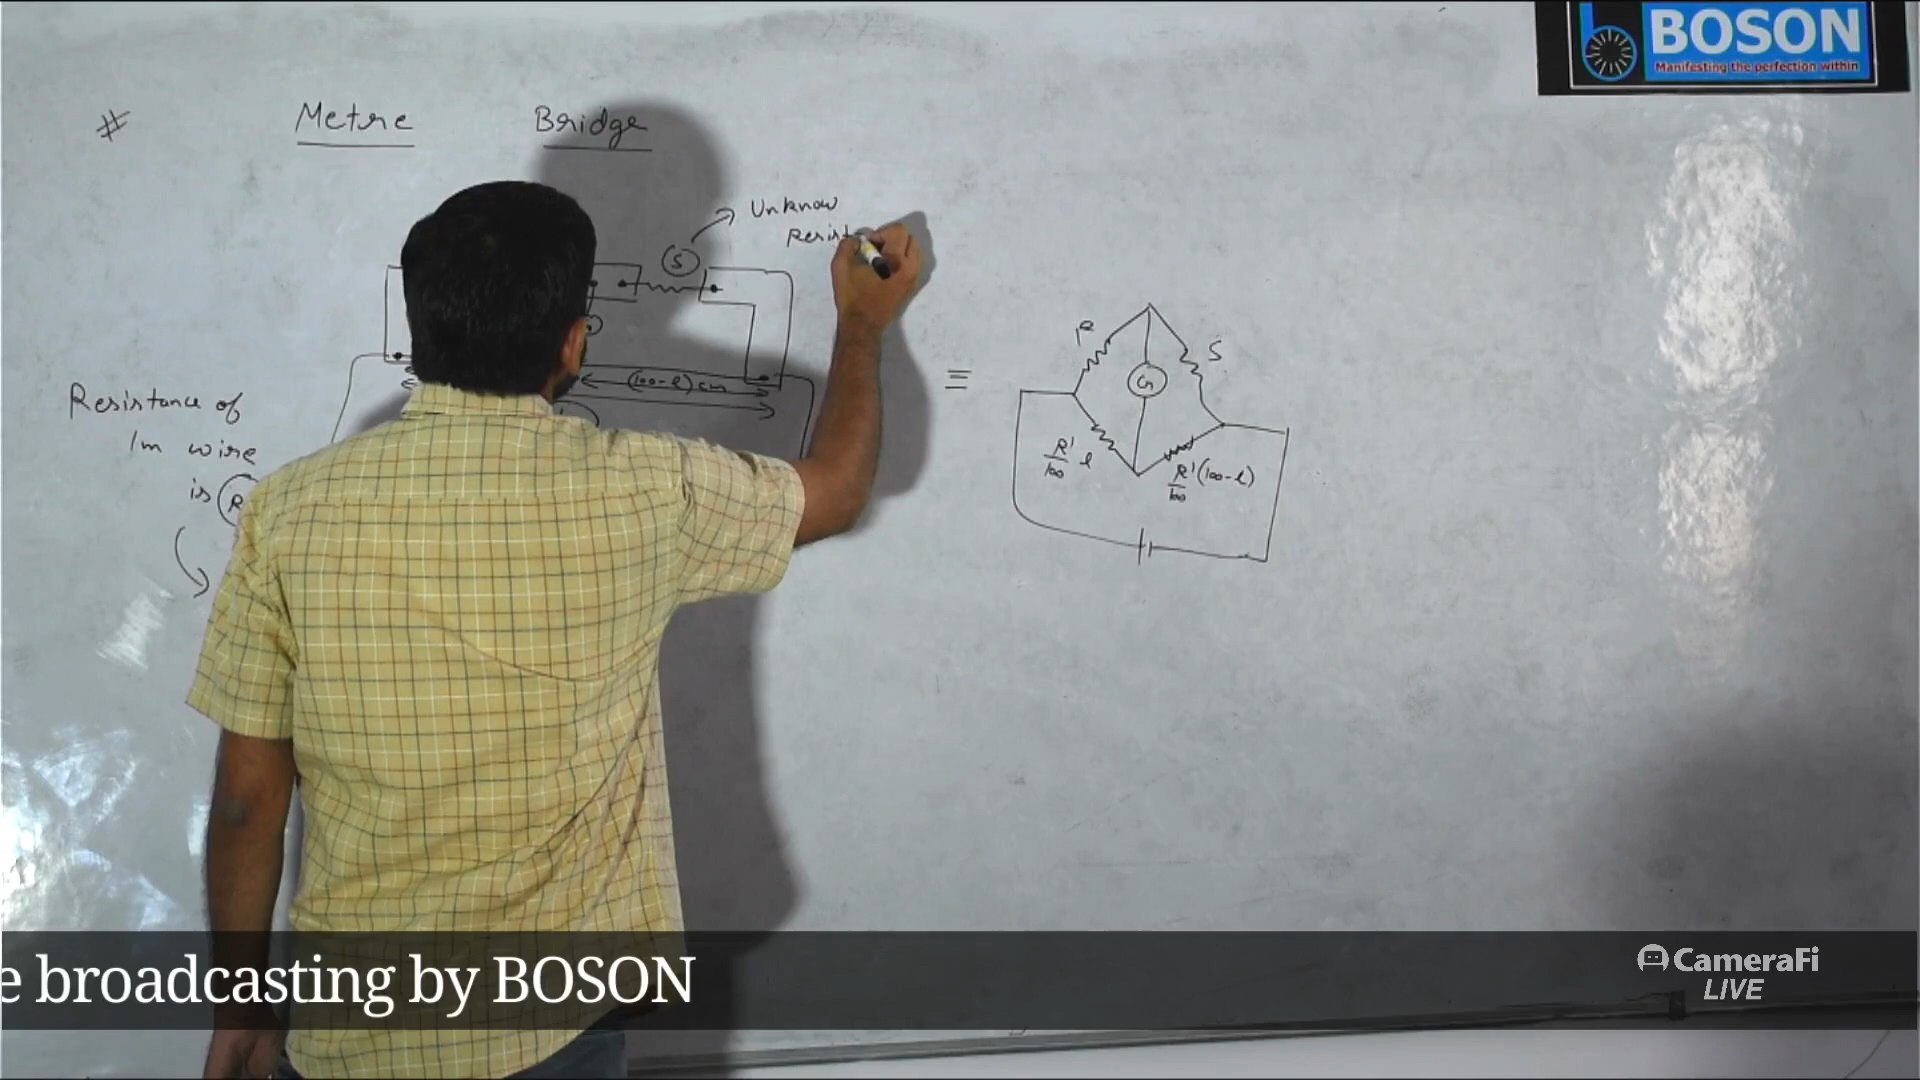 BOSON
Manifesting the perfection within
# Metre Bridge
Unknow
Resist
S
(100-l) cm
Resistance of
1m wire
is R
≡
R
S
G
R'/100 l
R'/100 (100-l)
e broadcasting by BOSON
CameraFi
LIVE